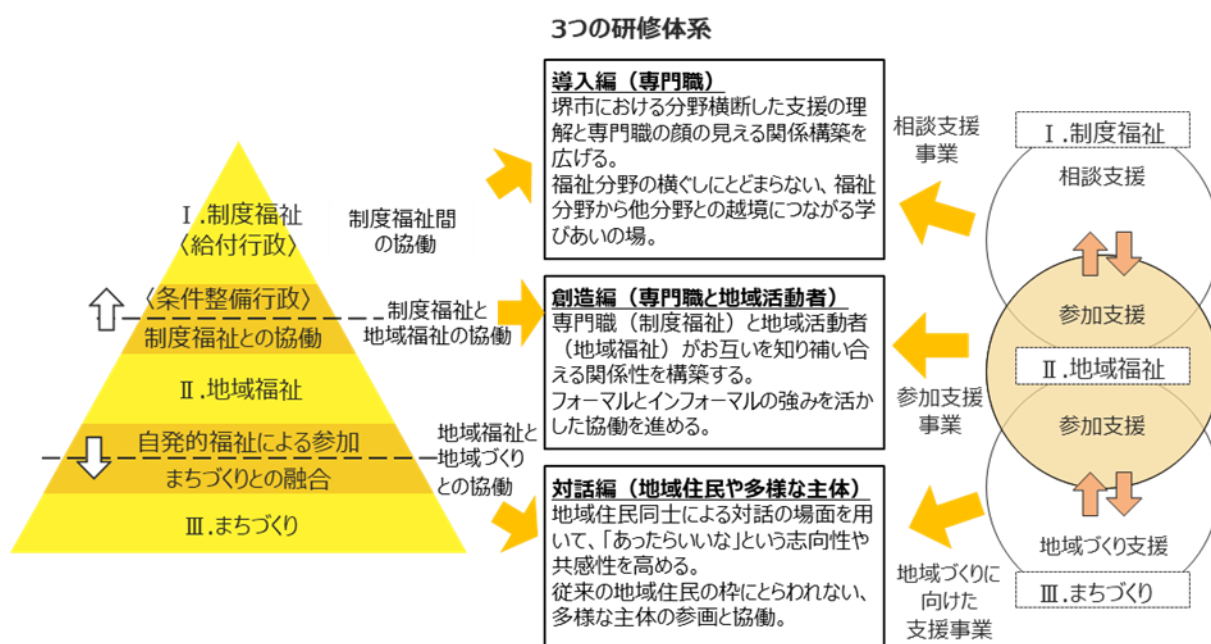 3つの研修体系
Ⅰ.制度福祉
〈給付行政〉
〈条件整備行政〉
制度福祉との協働
Ⅱ.地域福祉
自発的福祉による参加
まちづくりとの融合
Ⅲ.まちづくり
制度福祉間
の協働
制度福祉と
地域福祉の協働
地域福祉と
地域づくり
との協働
導入編（専門職）
堺市における分野横断した支援の理
解と専門職の顔の見える関係構築を
広げる。
福祉分野の横ぐしにとどまらない、福祉
分野から他分野との越境につながる学
びあいの場。
創造編（専門職と地域活動者）
専門職（制度福祉）と地域活動者
（地域福祉）がお互いを知り補い合
える関係性を構築する。
フォーマルとインフォーマルの強みを活か
した協働を進める。
対話編（地域住民や多様な主体）
地域住民同士による対話の場面を用
いて、「あったらいいな」という志向性や
共感性を高める。
従来の地域住民の枠にとらわれない、
多様な主体の参画と協働。
相談支援
事業
参加支援
事業
地域づくりに
向けた
支援事業
Ⅰ.制度福祉
相談支援
参加支援
Ⅱ.地域福祉
参加支援
地域づくり支援
Ⅲ.まちづくり